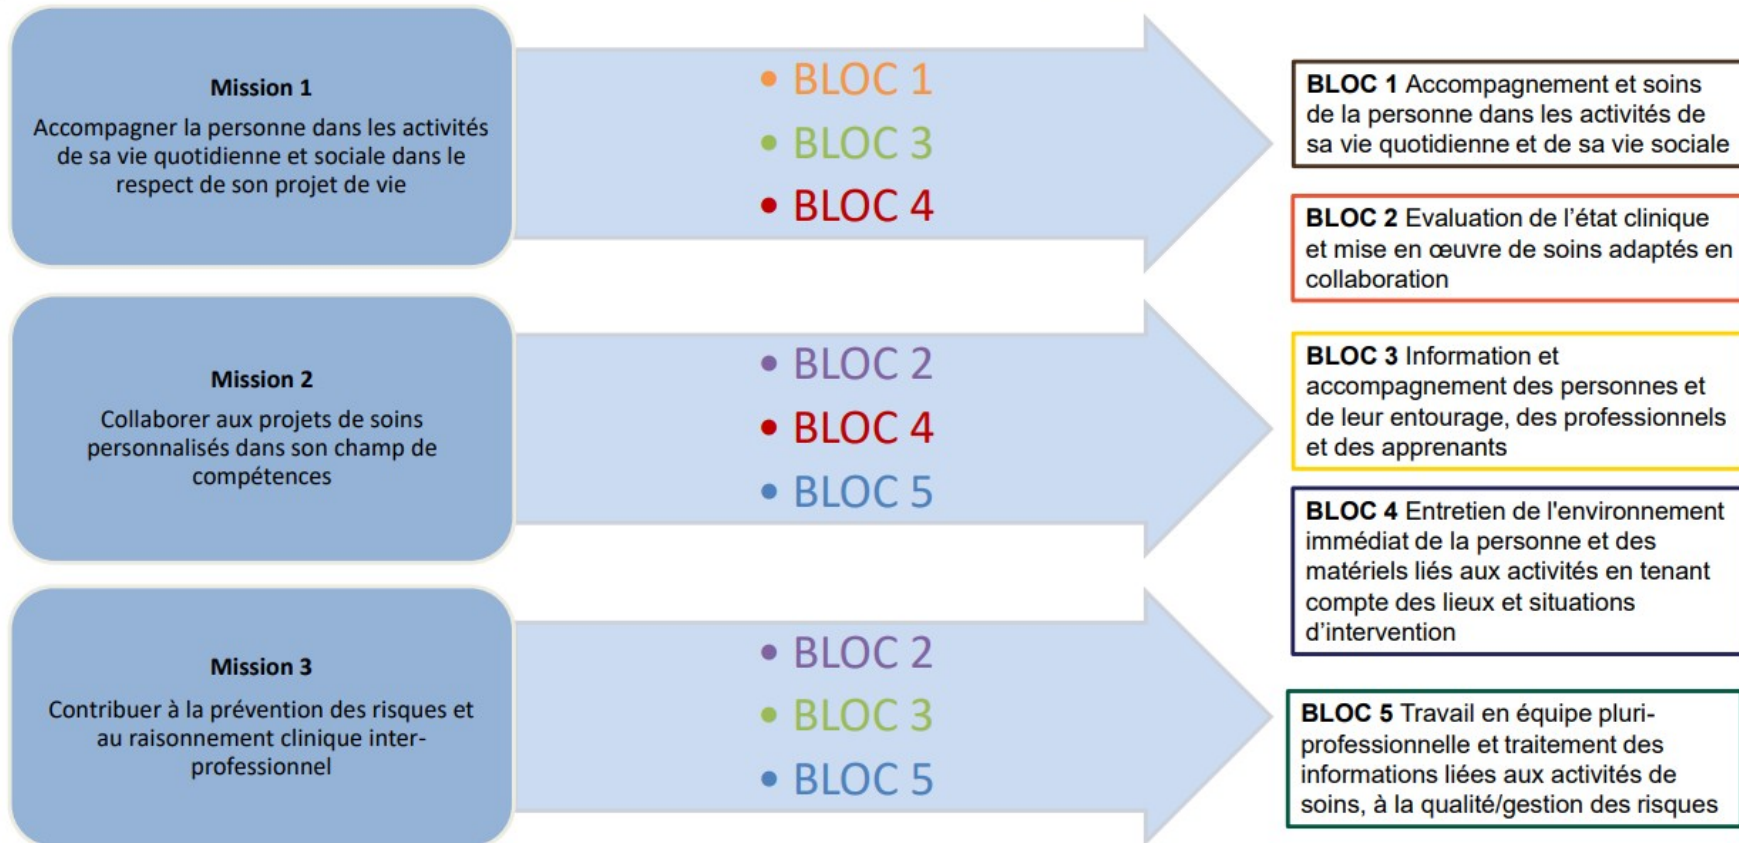 Mission 1
Accompagner la personne dans les activités
de sa vie quotidienne et sociale dans le
respect de son projet de vie
• BLOC 1
• BLOC 3
• BLOC 4
Mission 2
Collaborer aux projets de soins
personnalisés dans son champ de
compétences
• BLOC 2
• BLOC 4
• BLOC 5
Mission 3
Contribuer à la prévention des risques et
au raisonnement clinique inter-
professionnel
• BLOC 2
• BLOC 3
• BLOC 5
BLOC 1 Accompagnement et soins
de la personne dans les activités de
sa vie quotidienne et de sa vie sociale
BLOC 2 Evaluation de l’état clinique
et mise en œuvre de soins adaptés en
collaboration
BLOC 3 Information et
accompagnement des personnes et
de leur entourage, des professionnels
et des apprenants
BLOC 4 Entretien de l'environnement
immédiat de la personne et des
matériels liés aux activités en tenant
compte des lieux et situations
d’intervention
BLOC 5 Travail en équipe pluri-
professionnelle et traitement des
informations liées aux activités de
soins, à la qualité/gestion des risques